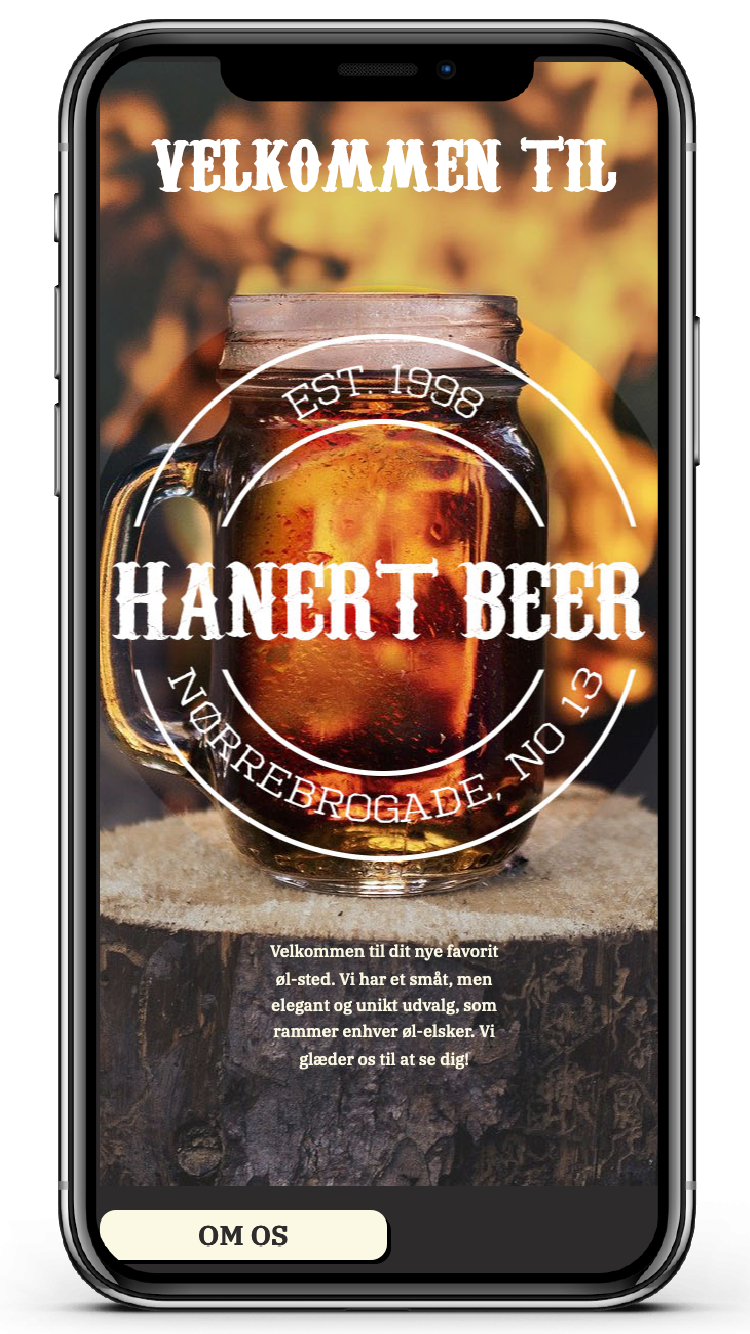 VELKOMMEN TIL
EST. 1998
HANERT BEER
NØRREBROGADE, NO 13
Velkommen til dit nye favorit
øl-sted. Vi har et småt, men
elegant og unikt udvalg, som
rammer enhver øl-elsker. Vi
glæder os til at se dig!
OM OS